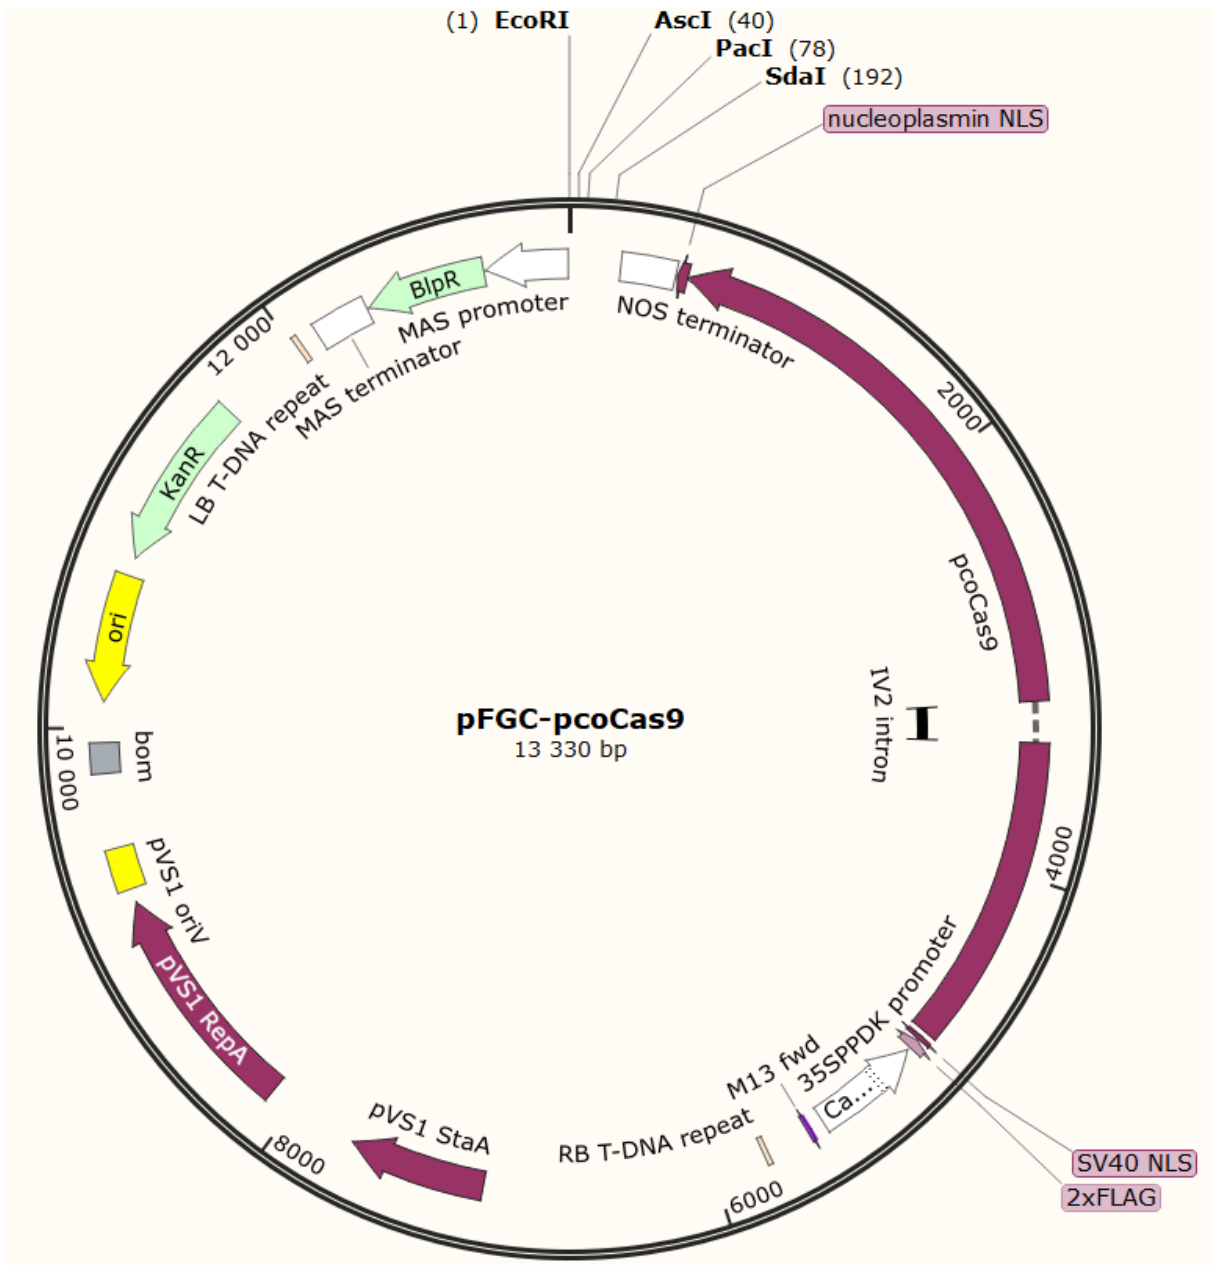 (1) EcoRI
AscI (40)
PacI (78)
SdaI (192)
nucleoplasmin NLS
BlpR
MAS promoter
NOS terminator
MAS terminator
12 000
LB T-DNA repeat
2000
KanR
pcoCas9
ori
IV2 intron
pFGC-pcoCas9
13 330 bp
bom
10 000
4000
pVS1 oriV
35SPPDK promoter
pVS1 RepA
M13 fwd
Ca...
pVS1 StaA
RB T-DNA repeat
8000
6000
SV40 NLS
2xFLAG